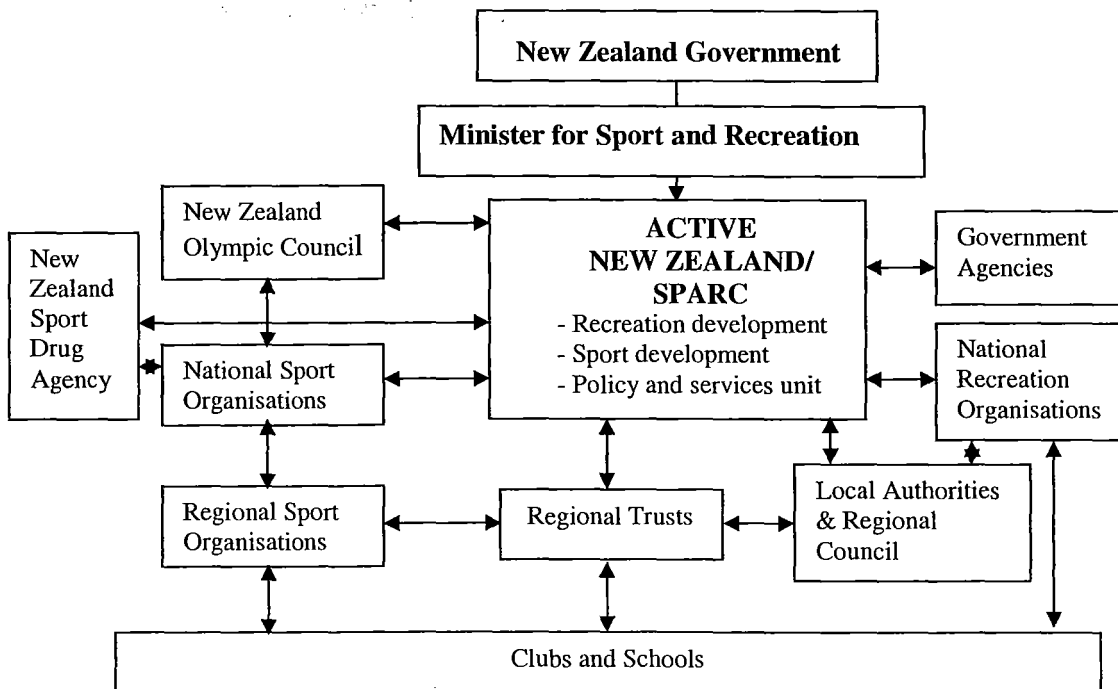 New Zealand Government
Minister for Sport and Recreation
New Zealand
Olympic Council
ACTIVE
NEW ZEALAND/
SPARC
- Recreation development
- Sport development
- Policy and services unit
Government
Agencies
New
Zealand
Sport
Drug
Agency
National Sport
Organisations
National
Recreation
Organisations
Regional Sport
Organisations
Regional Trusts
Local Authorities
& Regional
Council
Clubs and Schools